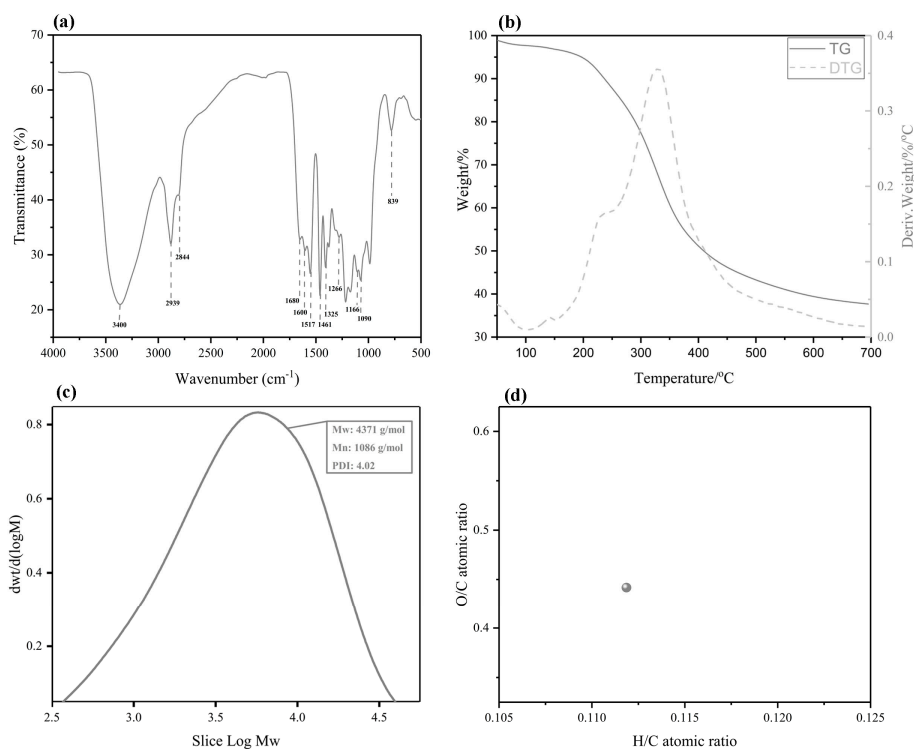 (a)
70
60
50
40
30
20
Transmittance (%)
3400
2939
2844
1680
1600
1517
1461
1325
1266
1166
1090
839
4000 3500 3000 2500 2000 1500 1000 500
Wavenumber (cm⁻¹)
(b)
100
90
80
70
60
50
40
30
Weight/%
TG
DTG
0.4
0.3
0.2
0.1
0.0
Deriv.Weight/%/°C
100 200 300 400 500 600 700
Temperature/°C
(c)
0.8
0.6
0.4
0.2
dwt/d(logM)
Mw: 4371 g/mol
Mn: 1086 g/mol
PDI: 4.02
2.5 3.0 3.5 4.0 4.5
Slice Log Mw
(d)
0.6
0.5
0.4
O/C atomic ratio
0.105 0.110 0.115 0.120 0.125
H/C atomic ratio